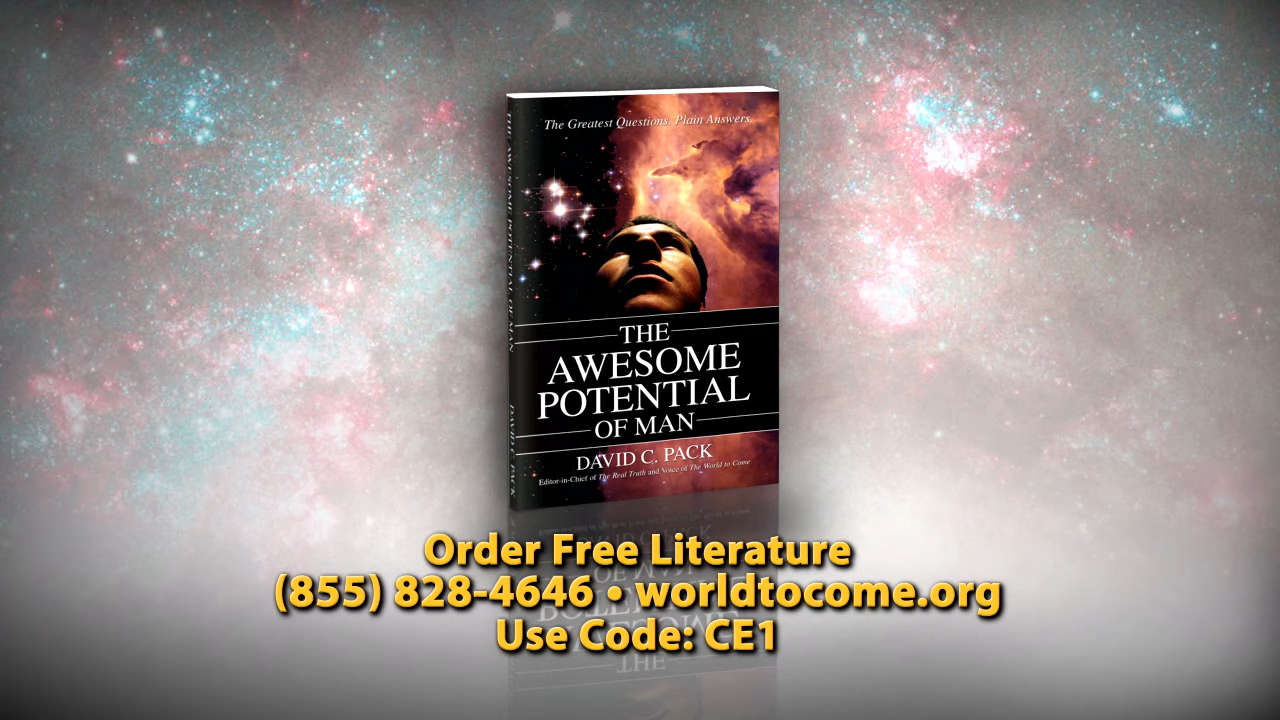 The Greatest Questions. Plain Answers.
THE
AWESOME
POTENTIAL
OF MAN
DAVID C. PACK
Editor-in-Chief of The Real Truth and Voice of The World to Come
THE AWESOME POTENTIAL OF MAN
DAVID C. PACK
Order Free Literature
(855) 828-4646 • worldtocome.org
Use Code: CE1